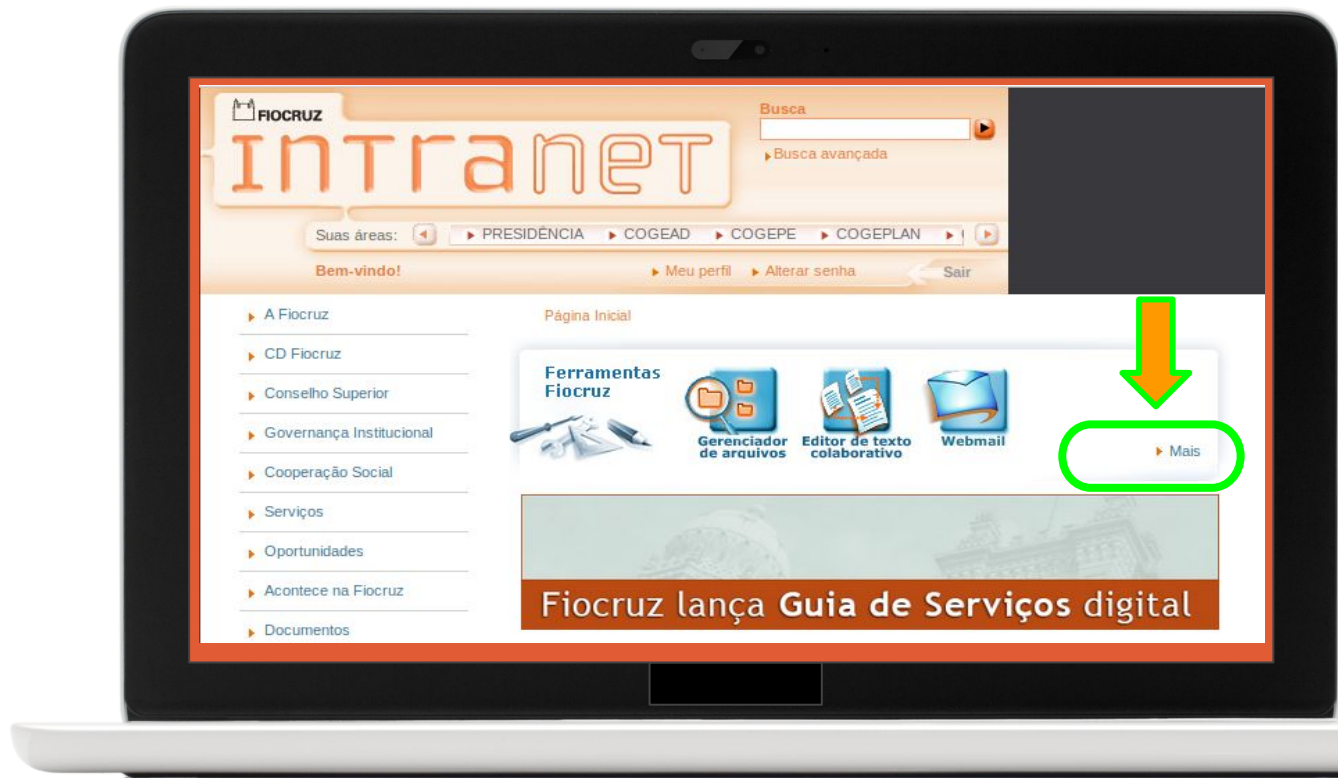 FIOCRUZ
Intranet
Busca
Busca avançada
Suas áreas: PRESIDÊNCIA COGEAD COGEPE COGEPLAN
Bem-vindo! Meu perfil Alterar senha Sair
A Fiocruz
CD Fiocruz
Conselho Superior
Governança Institucional
Cooperação Social
Serviços
Oportunidades
Acontece na Fiocruz
Documentos
Página Inicial
Ferramentas
Fiocruz
Gerenciador
de arquivos
Editor de texto
colaborativo
Webmail
Mais
Fiocruz lança Guia de Serviços digital